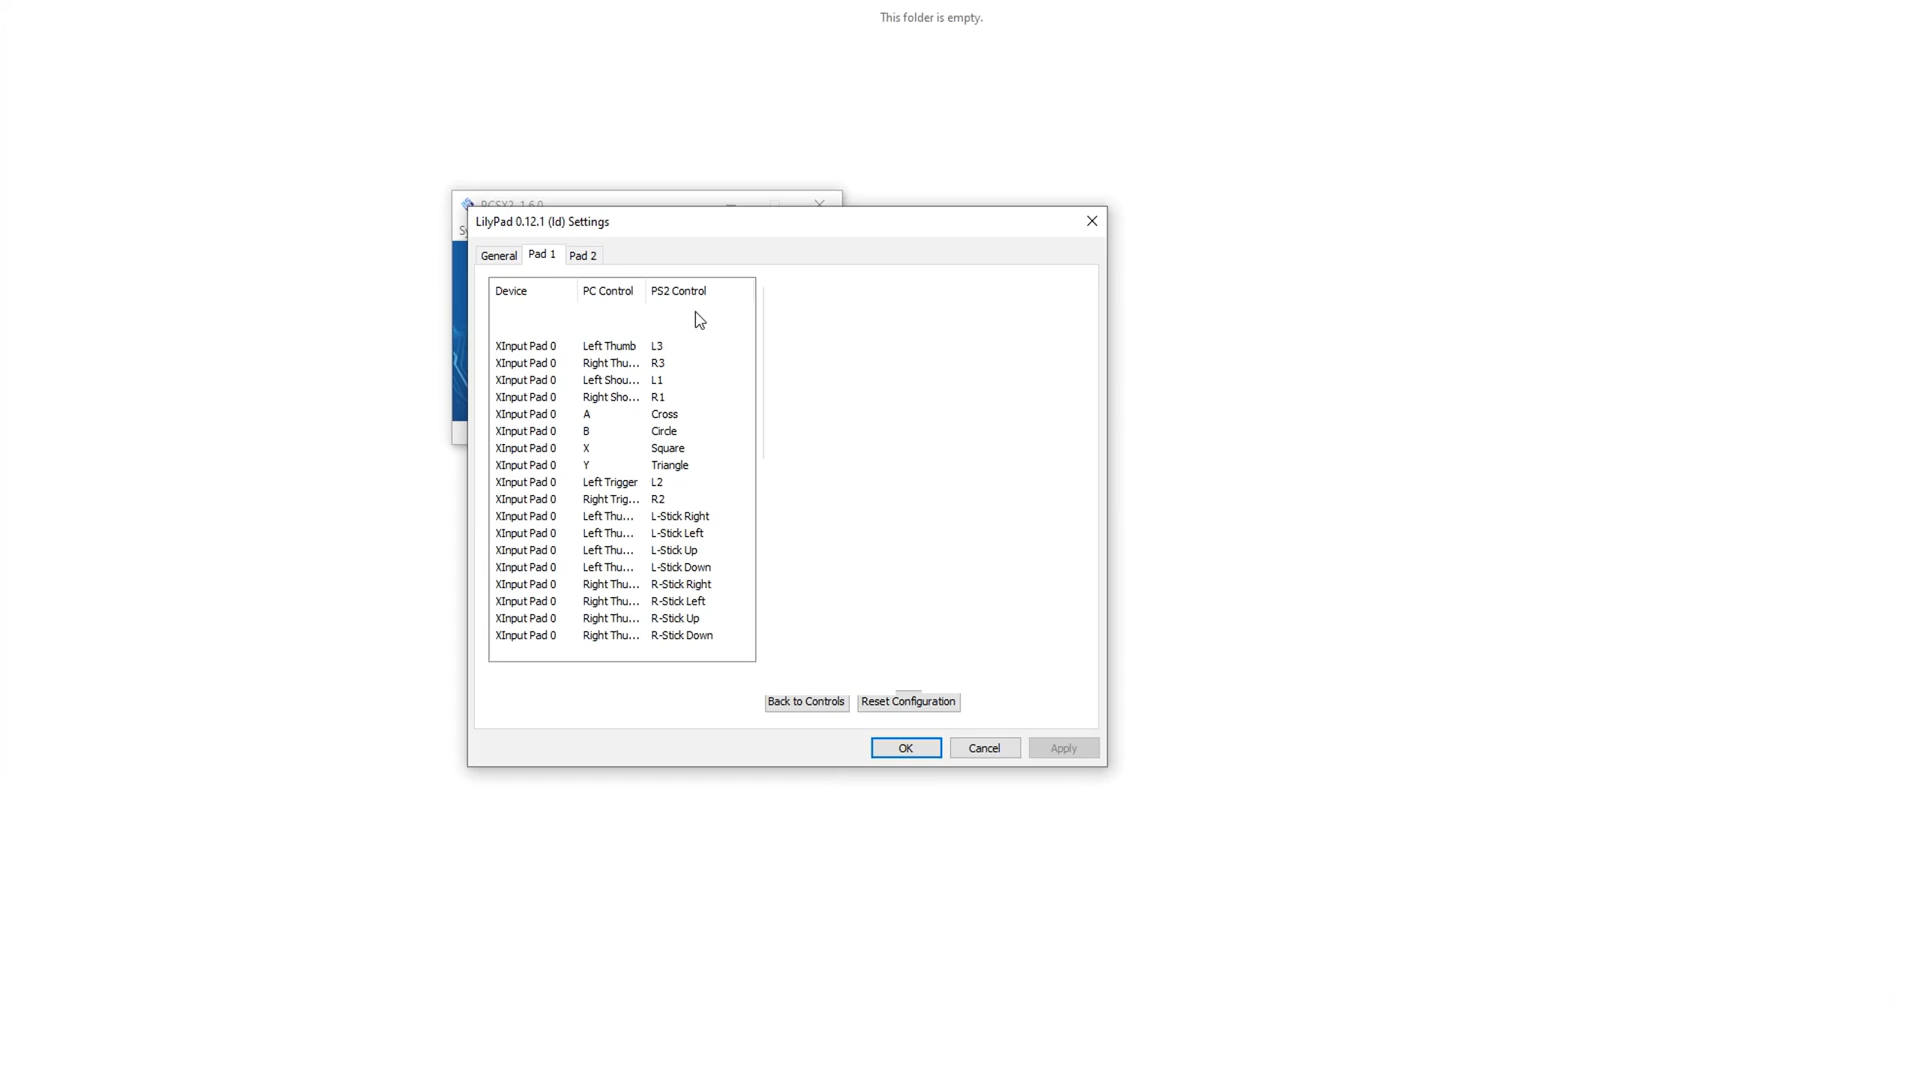 This folder is empty.
PCSX2 1.6.0
LilyPad 0.12.1 (ld) Settings
General Pad 1 Pad 2
Device PC Control PS2 Control
XInput Pad 0 Left Thumb L3
XInput Pad 0 Right Thu... R3
XInput Pad 0 Left Shou... L1
XInput Pad 0 Right Sho... R1
XInput Pad 0 A Cross
XInput Pad 0 B Circle
XInput Pad 0 X Square
XInput Pad 0 Y Triangle
XInput Pad 0 Left Trigger L2
XInput Pad 0 Right Trig... R2
XInput Pad 0 Left Thu... L-Stick Right
XInput Pad 0 Left Thu... L-Stick Left
XInput Pad 0 Left Thu... L-Stick Up
XInput Pad 0 Left Thu... L-Stick Down
XInput Pad 0 Right Thu... R-Stick Right
XInput Pad 0 Right Thu... R-Stick Left
XInput Pad 0 Right Thu... R-Stick Up
XInput Pad 0 Right Thu... R-Stick Down
Back to Controls Reset Configuration
OK Cancel Apply